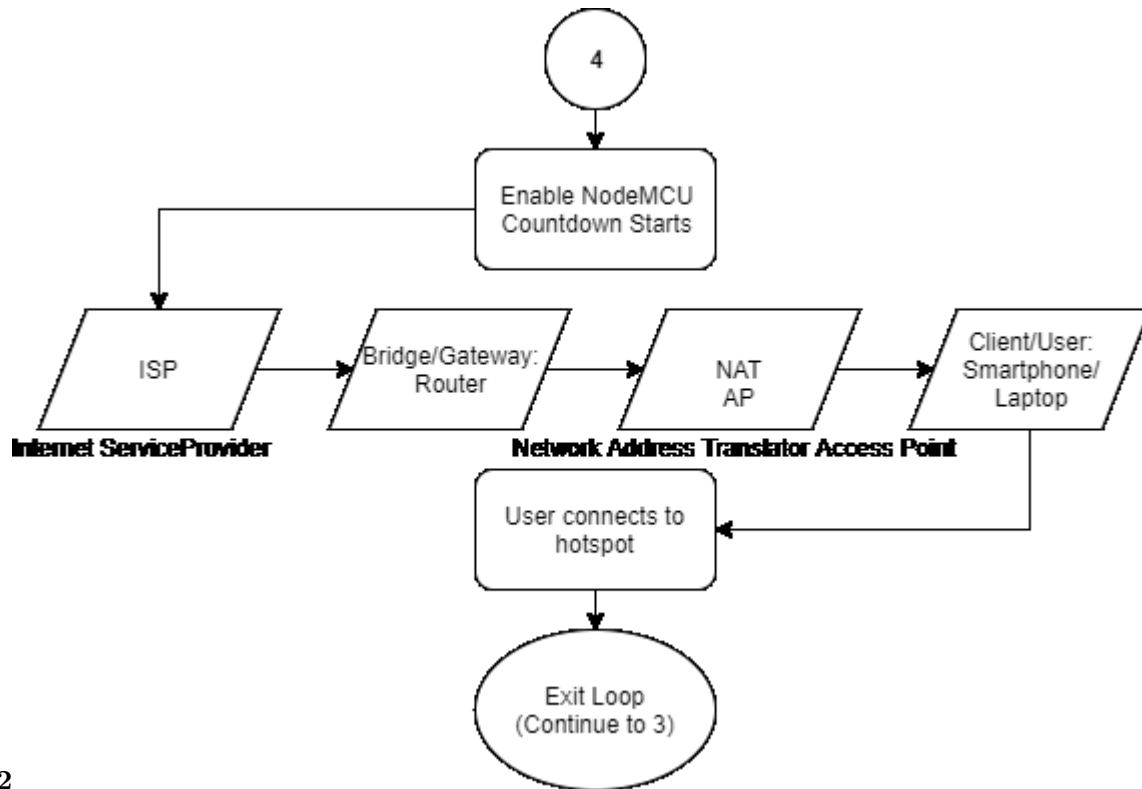 4
Enable NodeMCU
Countdown Starts
ISP
Bridge/Gateway:
Router
NAT
AP
Client/User:
Smartphone/
Laptop
Internet ServiceProvider
Network Address Translator Access Point
User connects to
hotspot
Exit Loop
(Continue to 3)
2